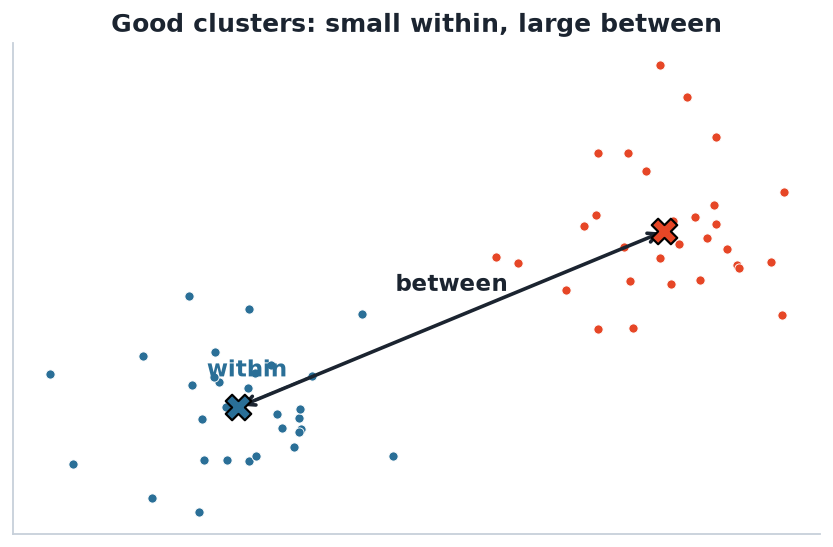 Good clusters: small within, large between
between
within